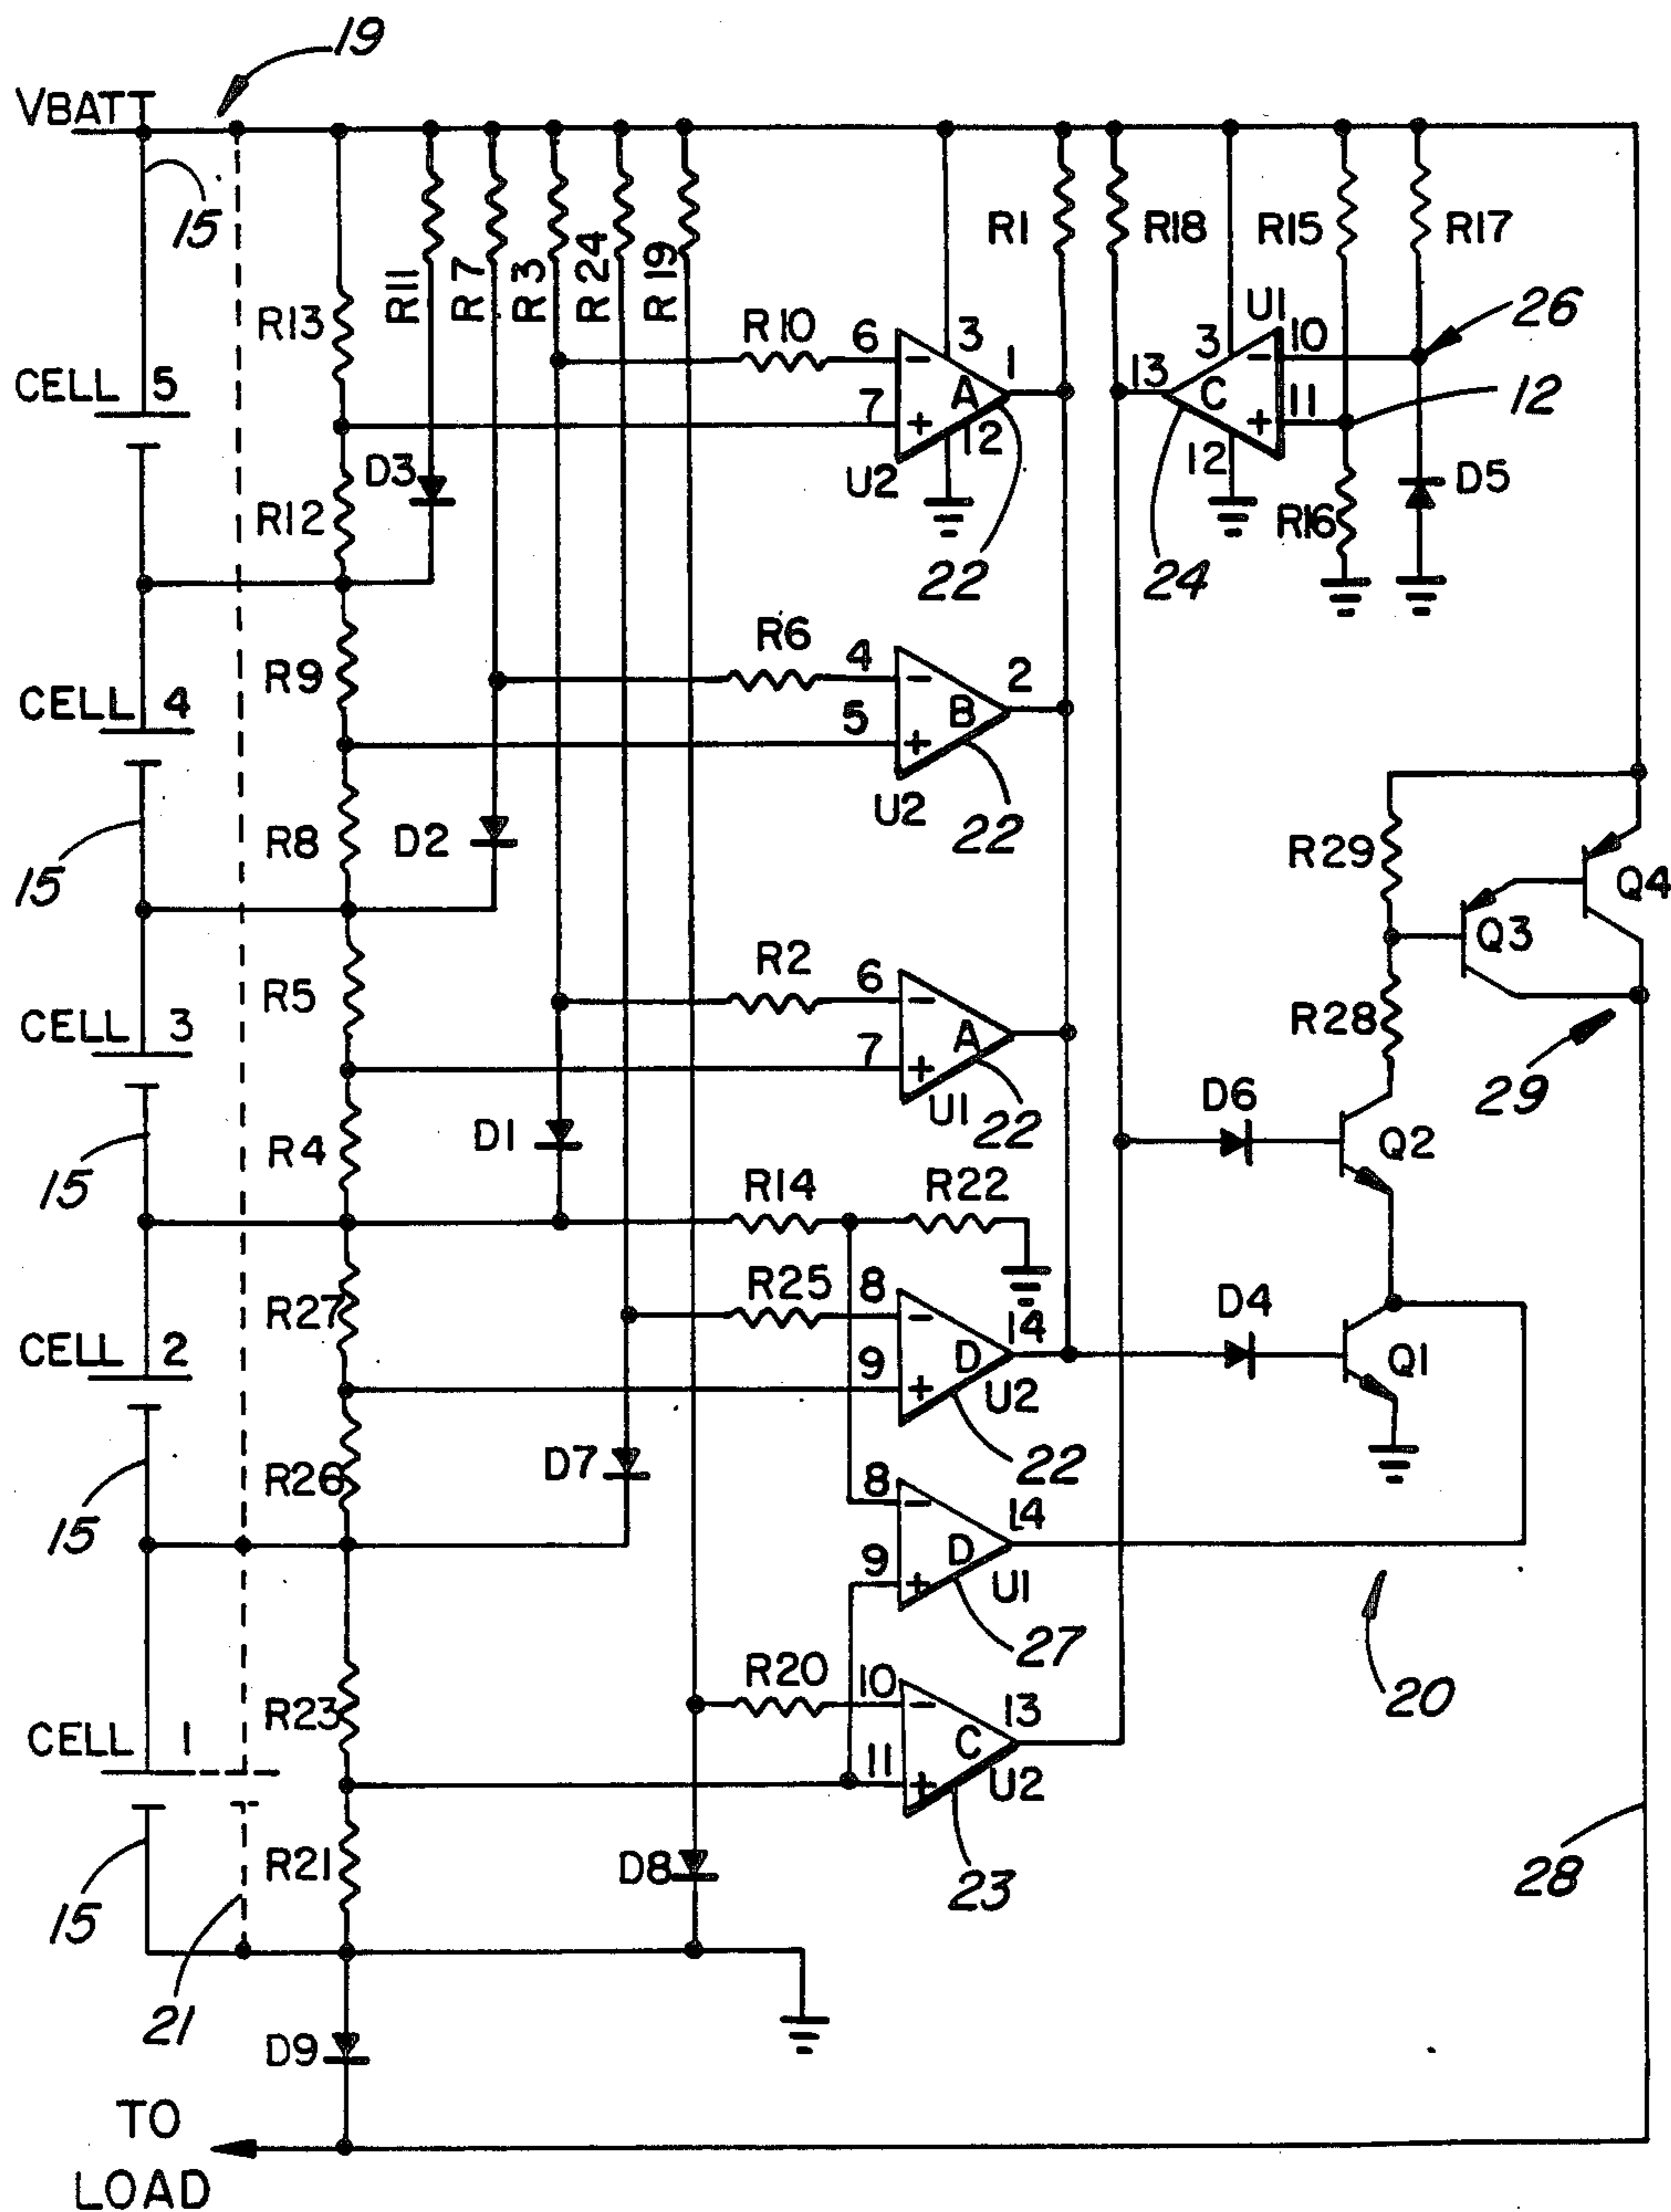 19
VBATT
15
R11
R7
R3
R24
R19
R1
R18
R15
R17
R13
R10
6
3
1
7
A
12
U2
22
U1
3
10
13
C
11
12
24
26
12
D5
R16
CELL 5
D3
R12
R9
R6
4
2
5
B
U2
22
CELL 4
15
R8
D2
R29
Q4
Q3
R28
29
R5
R2
6
7
A
U1
22
CELL 3
15
R4
D1
D6
Q2
R14
R22
R27
R25
8
14
9
D
U2
22
D4
Q1
CELL 2
15
R26
D7
8
14
9
D
U1
27
20
R23
R20
10
13
11
C
U2
23
CELL 1
15
R21
D8
28
21
D9
TO
LOAD